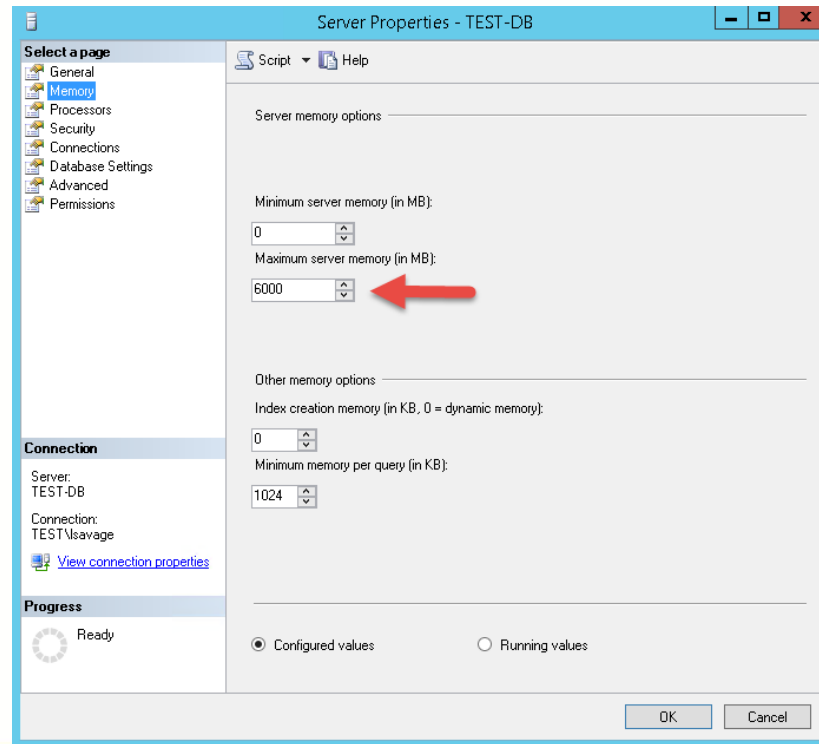 Server Properties - TEST-DB
Select a page
General
Memory
Processors
Security
Connections
Database Settings
Advanced
Permissions
Script
Help
Server memory options
Minimum server memory (in MB):
0
Maximum server memory (in MB):
6000
Other memory options
Index creation memory (in KB, 0 = dynamic memory):
0
Minimum memory per query (in KB):
1024
Connection
Server:
TEST-DB
Connection:
TEST\lsavage
View connection properties
Progress
Ready
Configured values
Running values
OK
Cancel